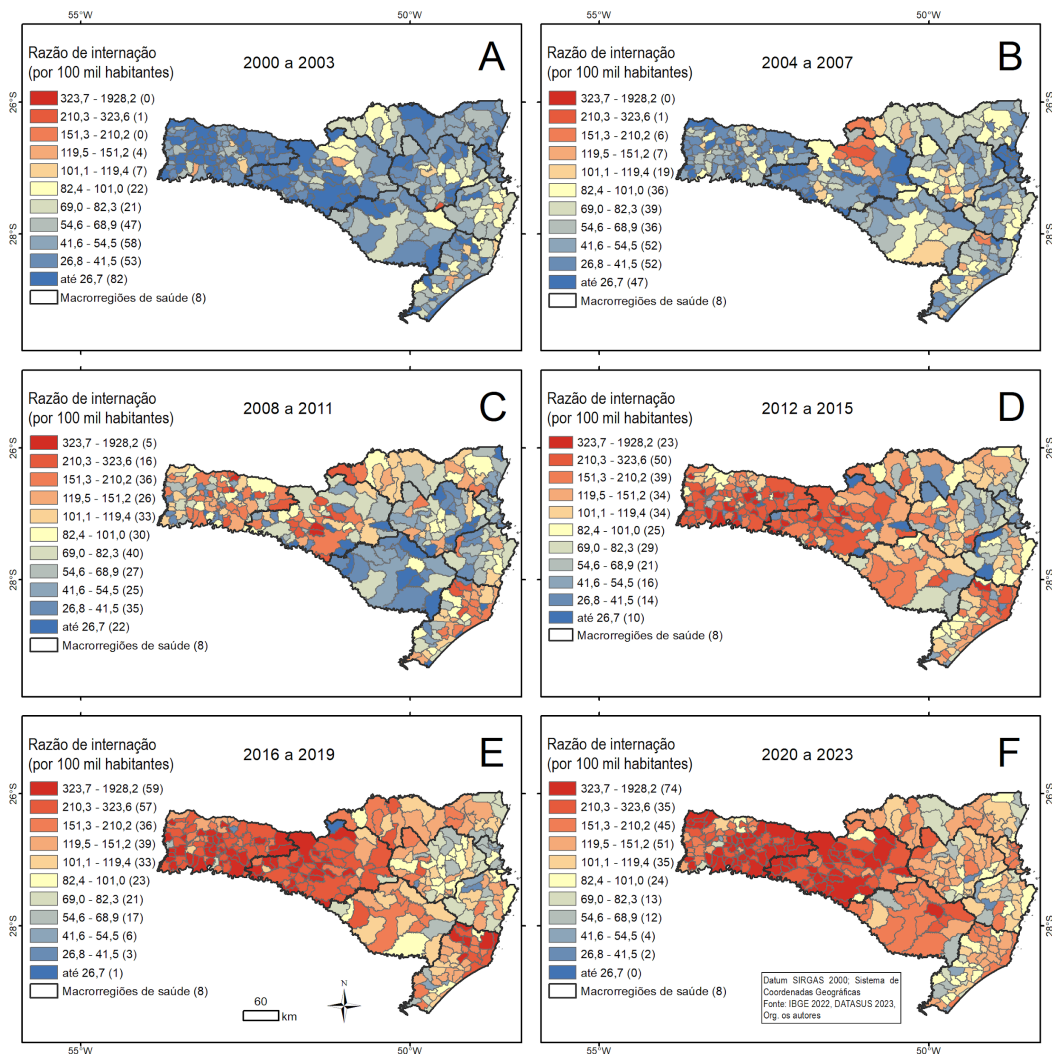 55°W
50°W
55°W
50°W
26°S
28°S
Razão de internação
(por 100 mil habitantes)
2000 a 2003
A
323,7 - 1928,2 (0)
210,3 - 323,6 (1)
151,3 - 210,2 (0)
119,5 - 151,2 (4)
101,1 - 119,4 (7)
82,4 - 101,0 (22)
69,0 - 82,3 (21)
54,6 - 68,9 (47)
41,6 - 54,5 (58)
26,8 - 41,5 (53)
até 26,7 (82)
Macrorregiões de saúde (8)
Razão de internação
(por 100 mil habitantes)
2004 a 2007
B
323,7 - 1928,2 (0)
210,3 - 323,6 (1)
151,3 - 210,2 (6)
119,5 - 151,2 (7)
101,1 - 119,4 (19)
82,4 - 101,0 (36)
69,0 - 82,3 (39)
54,6 - 68,9 (36)
41,6 - 54,5 (52)
26,8 - 41,5 (52)
até 26,7 (47)
Macrorregiões de saúde (8)
26°S
28°S
26°S
28°S
Razão de internação
(por 100 mil habitantes)
2008 a 2011
C
323,7 - 1928,2 (5)
210,3 - 323,6 (16)
151,3 - 210,2 (36)
119,5 - 151,2 (26)
101,1 - 119,4 (33)
82,4 - 101,0 (30)
69,0 - 82,3 (40)
54,6 - 68,9 (27)
41,6 - 54,5 (25)
26,8 - 41,5 (35)
até 26,7 (22)
Macrorregiões de saúde (8)
Razão de internação
(por 100 mil habitantes)
2012 a 2015
D
323,7 - 1928,2 (23)
210,3 - 323,6 (50)
151,3 - 210,2 (39)
119,5 - 151,2 (34)
101,1 - 119,4 (34)
82,4 - 101,0 (25)
69,0 - 82,3 (29)
54,6 - 68,9 (21)
41,6 - 54,5 (16)
26,8 - 41,5 (14)
até 26,7 (10)
Macrorregiões de saúde (8)
26°S
28°S
26°S
28°S
Razão de internação
(por 100 mil habitantes)
2016 a 2019
E
323,7 - 1928,2 (59)
210,3 - 323,6 (57)
151,3 - 210,2 (36)
119,5 - 151,2 (39)
101,1 - 119,4 (33)
82,4 - 101,0 (23)
69,0 - 82,3 (21)
54,6 - 68,9 (17)
41,6 - 54,5 (6)
26,8 - 41,5 (3)
até 26,7 (1)
Macrorregiões de saúde (8)
60
km
N
Razão de internação
(por 100 mil habitantes)
2020 a 2023
F
323,7 - 1928,2 (74)
210,3 - 323,6 (35)
151,3 - 210,2 (45)
119,5 - 151,2 (51)
101,1 - 119,4 (35)
82,4 - 101,0 (24)
69,0 - 82,3 (13)
54,6 - 68,9 (12)
41,6 - 54,5 (4)
26,8 - 41,5 (2)
até 26,7 (0)
Macrorregiões de saúde (8)
Datum SIRGAS 2000; Sistema de
Coordenadas Geográficas
Fonte: IBGE 2022, DATASUS 2023,
Org. os autores
26°S
28°S
55°W
50°W
55°W
50°W